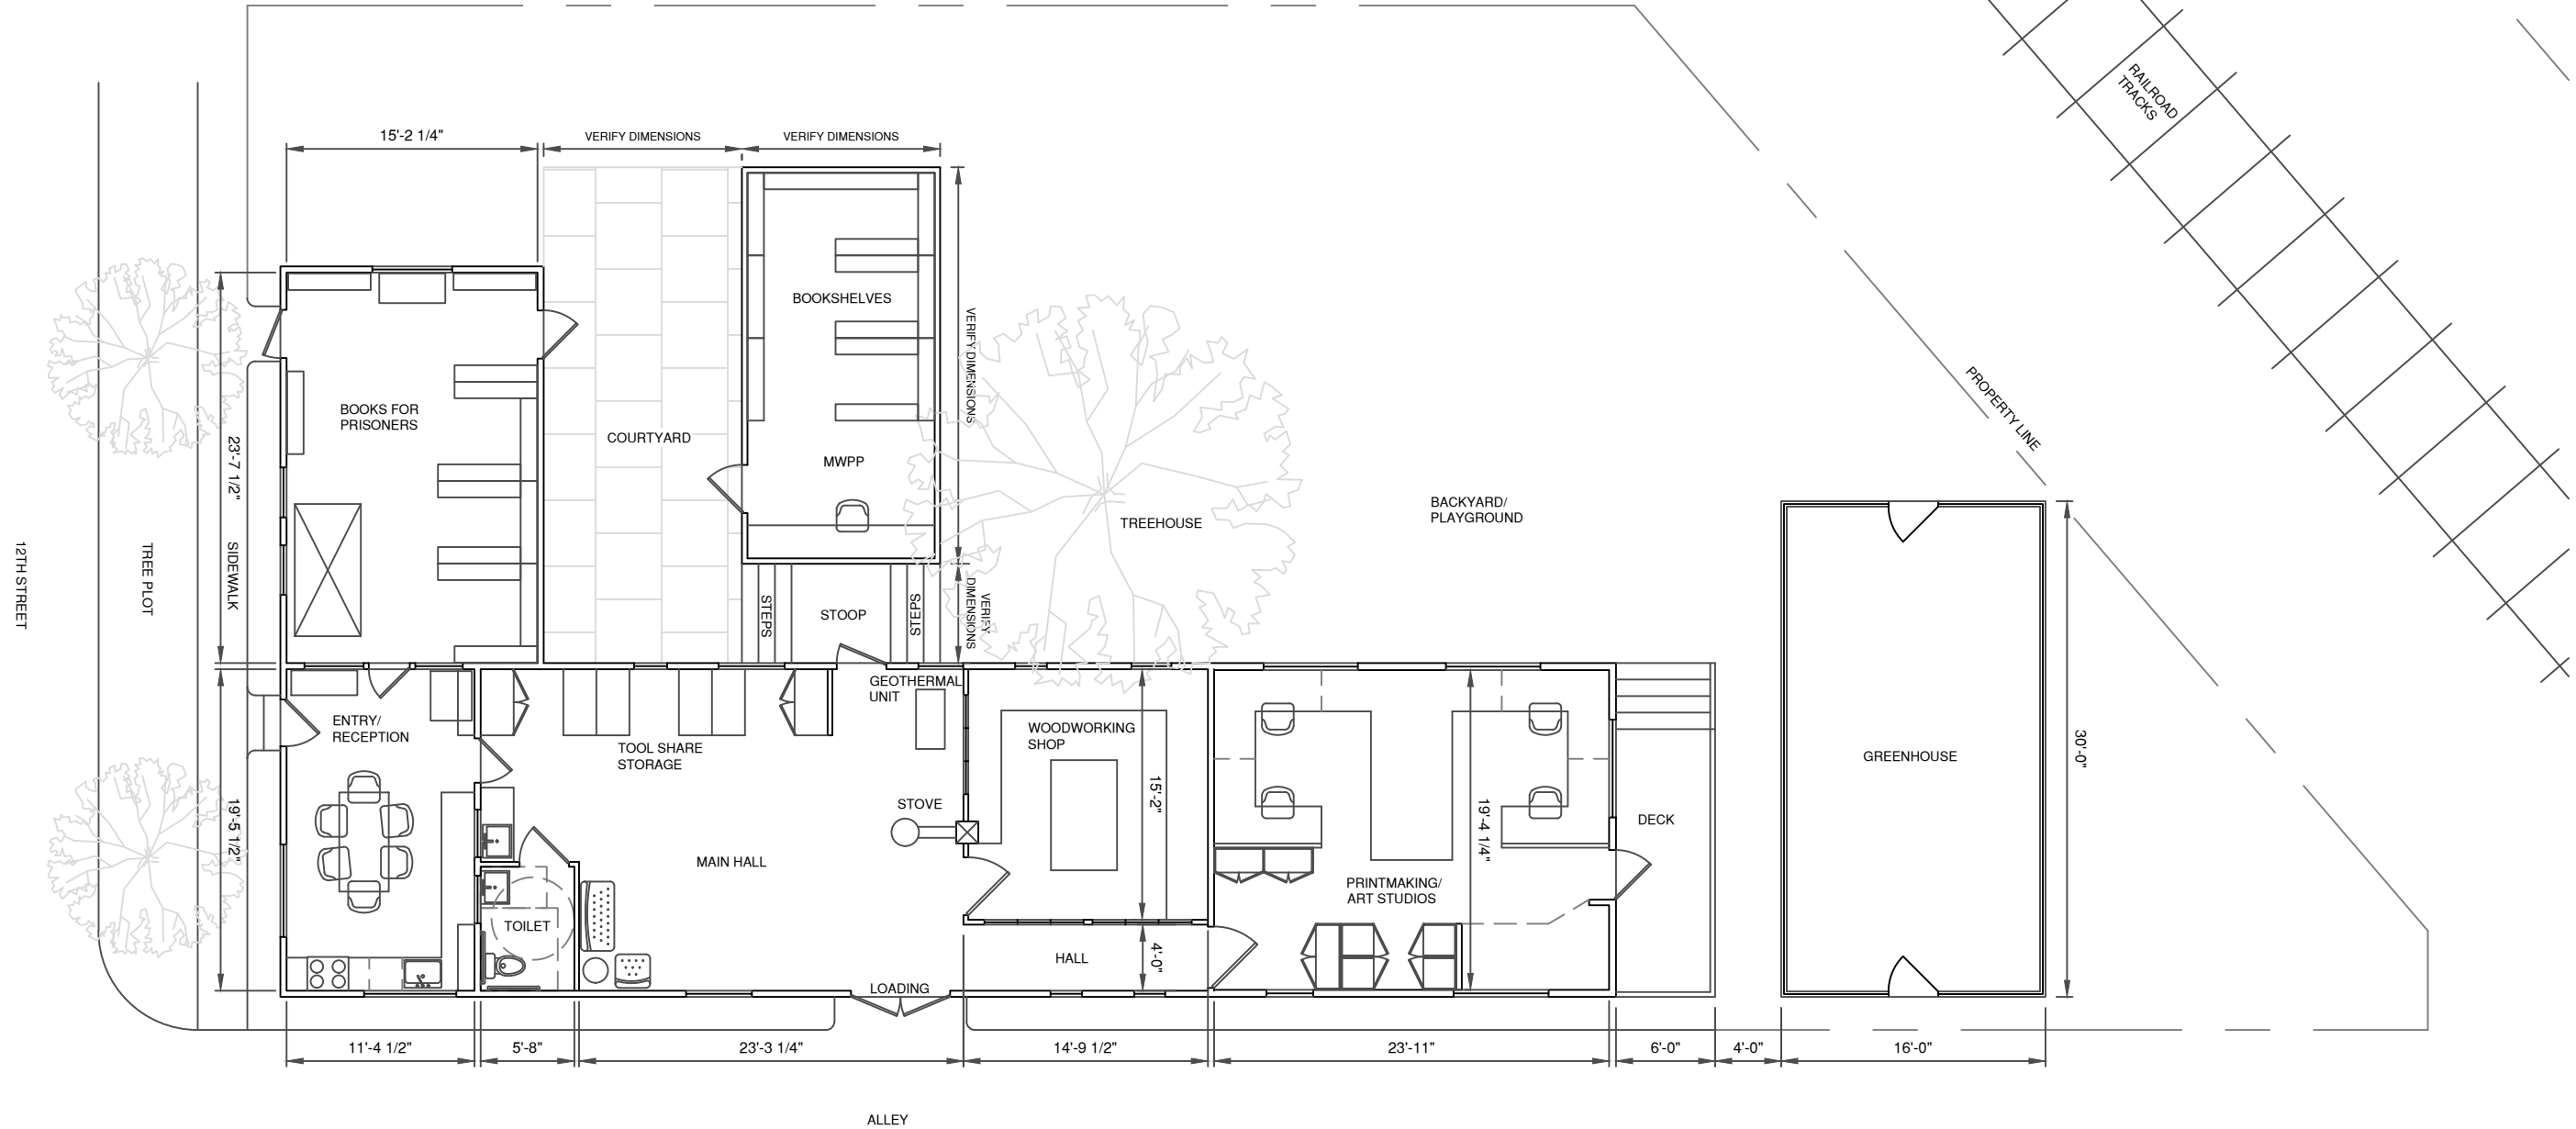 RAILROAD
TRACKS
15'-2 1/4"
VERIFY DIMENSIONS
VERIFY DIMENSIONS
BOOKSHELVES
VERIFY DIMENSIONS
BOOKS FOR
PRISONERS
COURTYARD
MWPP
PROPERTY LINE
23'-7 1/2"
BACKYARD/
PLAYGROUND
TREEHOUSE
12TH STREET
TREE PLOT
SIDEWALK
STEPS
STOOP
STEPS
VERIFY
DIMENSIONS
GEOTHERMAL
UNIT
ENTRY/
RECEPTION
TOOL SHARE
STORAGE
WOODWORKING
SHOP
GREENHOUSE
30'-0"
15'-2"
STOVE
19'-5 1/2"
19'-4 1/4"
DECK
MAIN HALL
PRINTMAKING/
ART STUDIOS
TOILET
HALL
4'-0"
LOADING
11'-4 1/2"
5'-8"
23'-3 1/4"
14'-9 1/2"
23'-11"
6'-0"
4'-0"
16'-0"
ALLEY